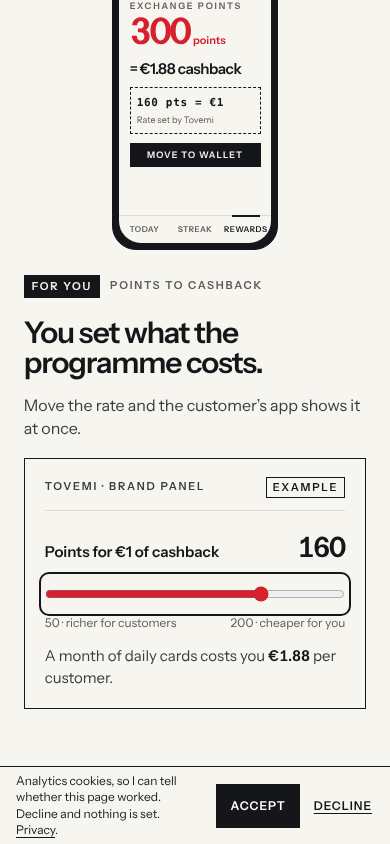 EXCHANGE POINTS
300 points
= €1.88 cashback
160 pts = €1
Rate set by Tovemi
MOVE TO WALLET
TODAY STREAK REWARDS
FOR YOU POINTS TO CASHBACK
You set what the
programme costs.
Move the rate and the customer’s app shows it
at once.
TOVEMI · BRAND PANEL EXAMPLE
Points for €1 of cashback 160
50 · richer for customers 200 · cheaper for you
A month of daily cards costs you €1.88 per
customer.
Analytics cookies, so I can tell
whether this page worked.
Decline and nothing is set.
Privacy.
ACCEPT DECLINE